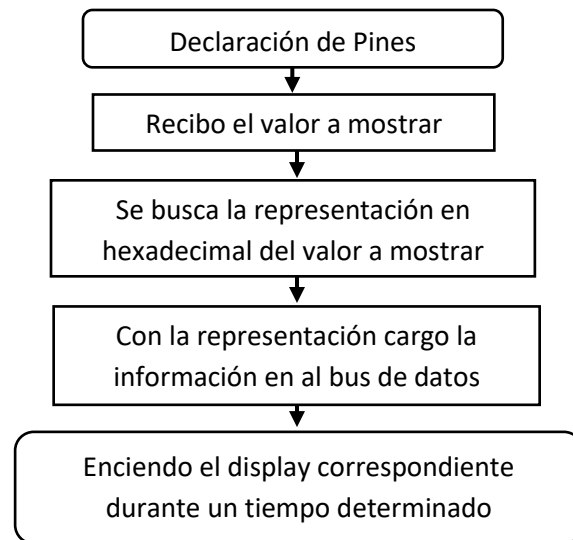 Declaración de Pines
Recibo el valor a mostrar
Se busca la representación en
hexadecimal del valor a mostrar
Con la representación cargo la
información en al bus de datos
Enciendo el display correspondiente
durante un tiempo determinado